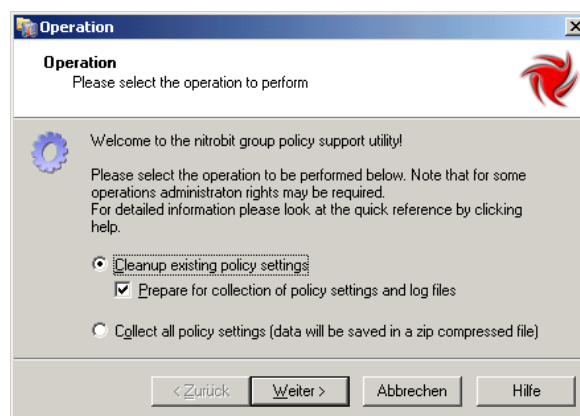 Operation
Operation
Please select the operation to perform
Welcome to the nitrobit group policy support utility!
Please select the operation to be performed below. Note that for some
operations administraton rights may be required.
For detailed information please look at the quick reference by clicking
help.
Cleanup existing policy settings
Prepare for collection of policy settings and log files
Collect all policy settings (data will be saved in a zip compressed file)
< Zurück Weiter > Abbrechen Hilfe